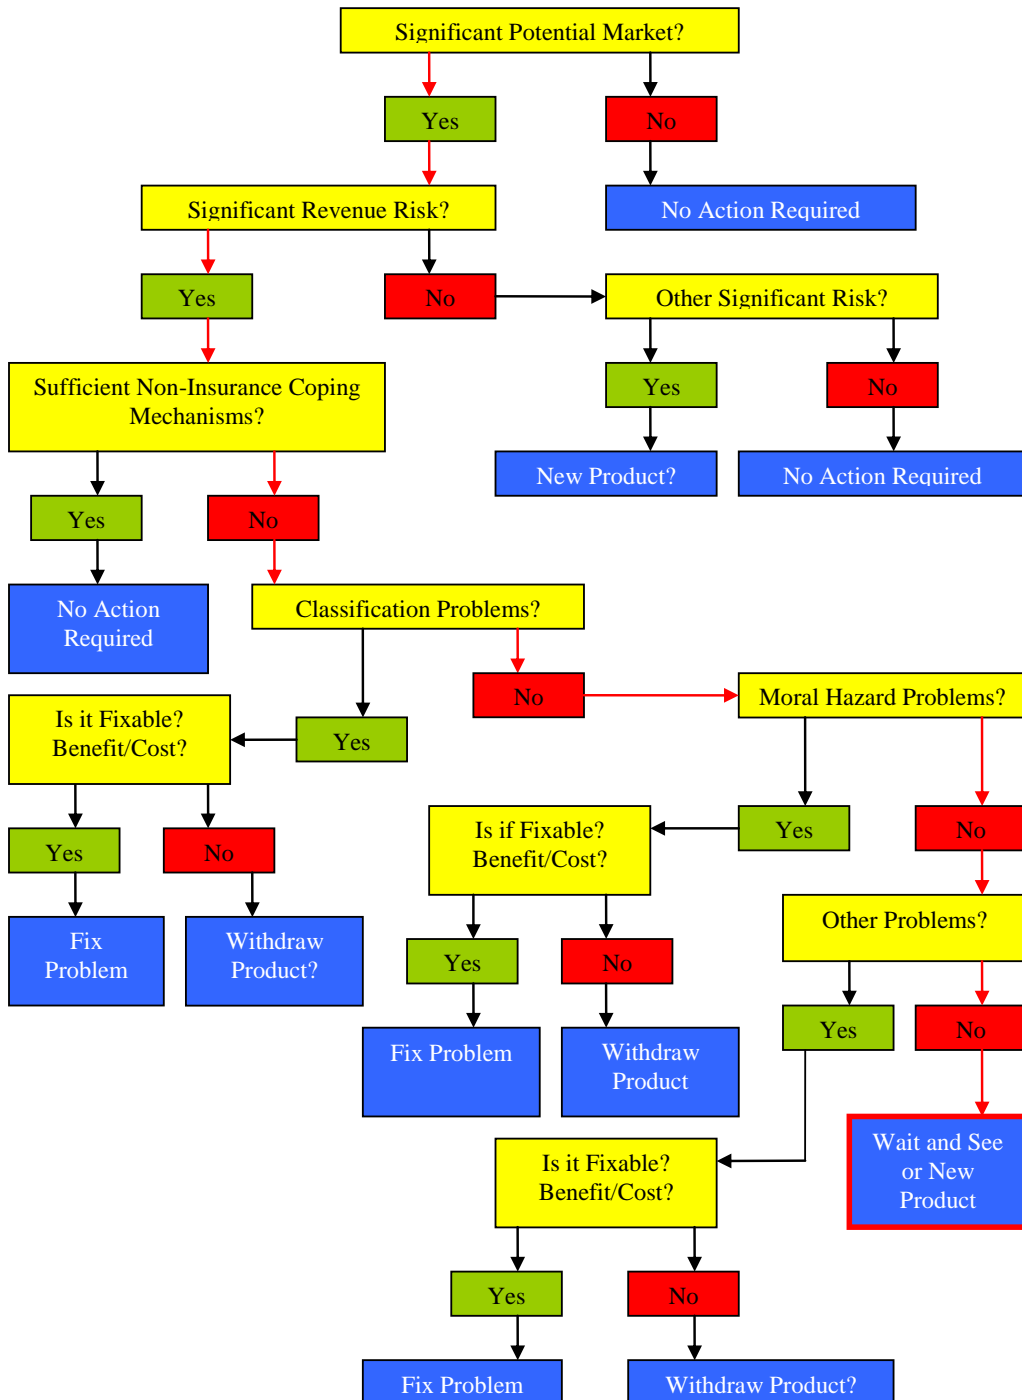 Significant Potential Market?
Yes
No
Significant Revenue Risk?
No Action Required
Yes
No
Other Significant Risk?
Sufficient Non-Insurance Coping
Mechanisms?
Yes
No
New Product?
No Action Required
Yes
No
No Action
Required
Classification Problems?
No
Moral Hazard Problems?
Is it Fixable?
Benefit/Cost?
Yes
Yes
No
Is if Fixable?
Benefit/Cost?
Yes
No
Other Problems?
Fix
Problem
Withdraw
Product?
Yes
No
Yes
No
Fix Problem
Withdraw
Product
Wait and See
or New
Product
Is it Fixable?
Benefit/Cost?
Yes
No
Fix Problem
Withdraw Product?